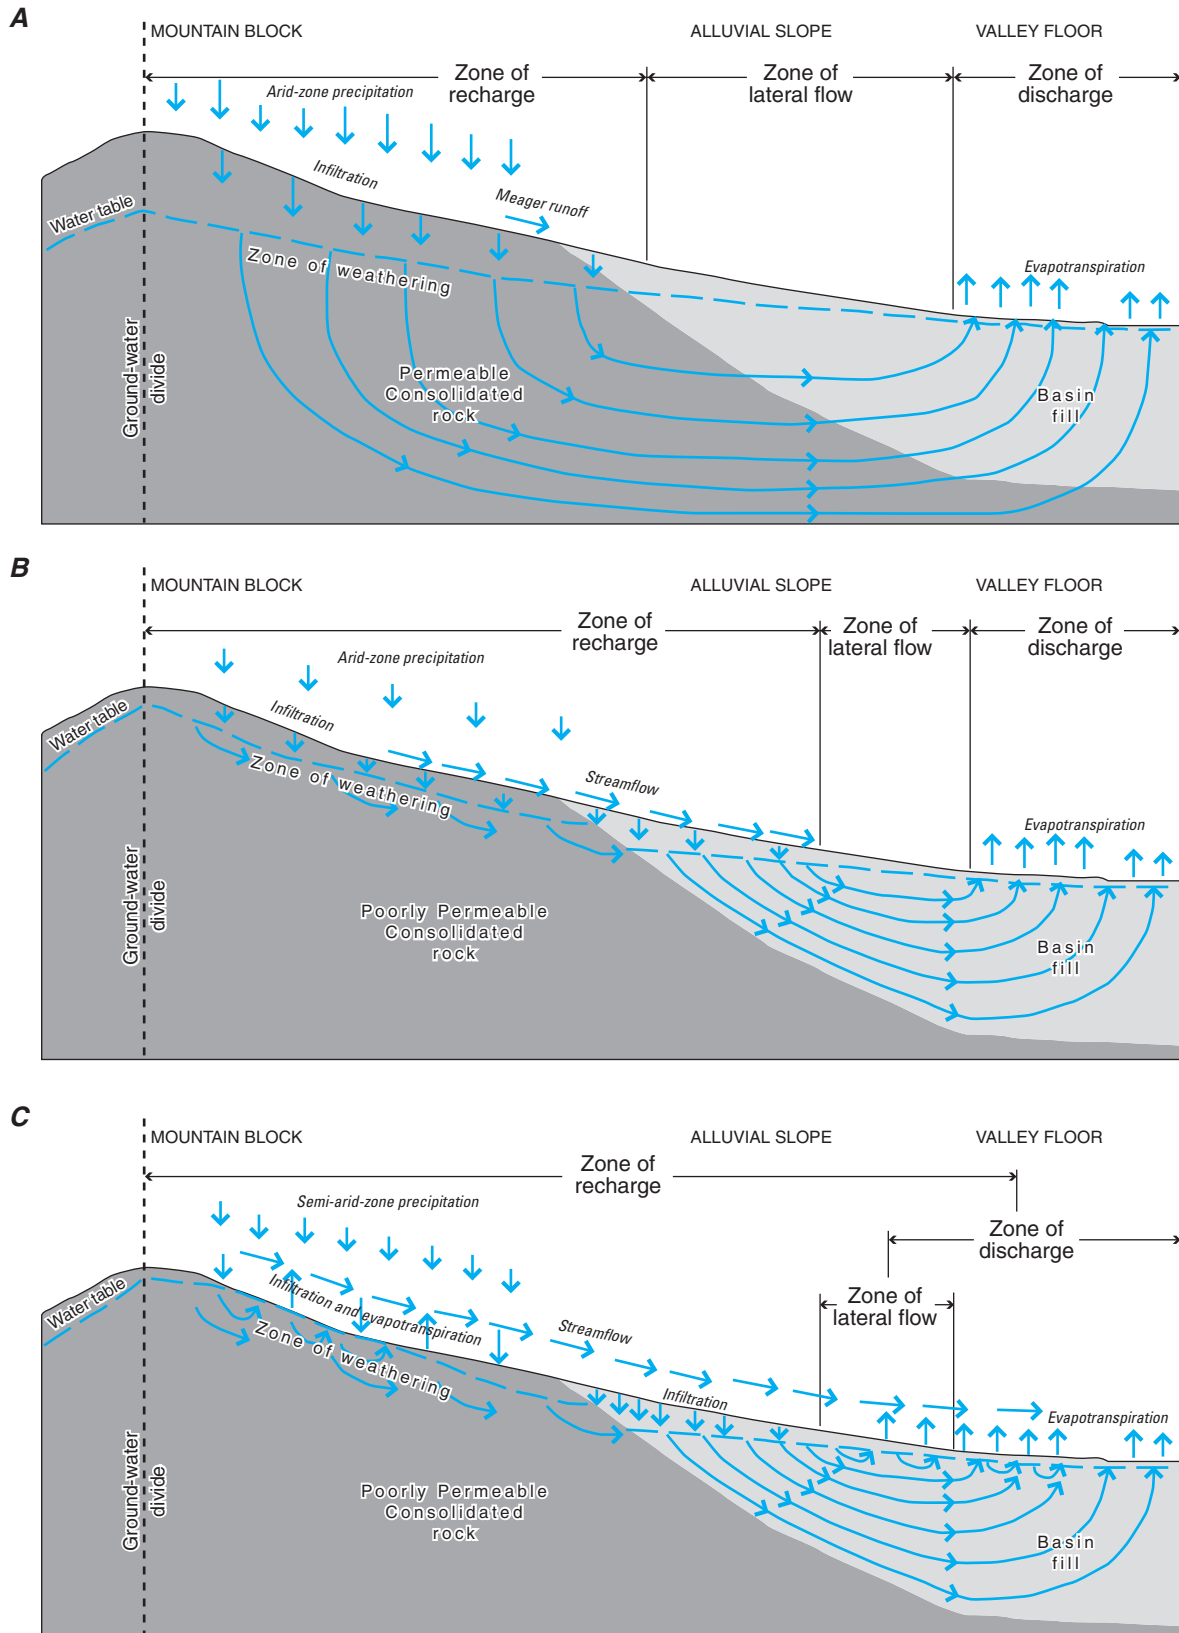 A
MOUNTAIN BLOCK
ALLUVIAL SLOPE
VALLEY FLOOR
Zone of
recharge
Zone of
lateral flow
Zone of
discharge
Arid-zone precipitation
Infiltration
Meager runoff
Water table
Zone of weathering
Evapotranspiration
Ground-water
divide
Permeable
Consolidated
rock
Basin
fill
B
MOUNTAIN BLOCK
ALLUVIAL SLOPE
VALLEY FLOOR
Zone of
recharge
Zone of
lateral flow
Zone of
discharge
Arid-zone precipitation
Infiltration
Water table
Zone of weathering
Streamflow
Evapotranspiration
Ground-water
divide
Poorly Permeable
Consolidated
rock
Basin
fill
C
MOUNTAIN BLOCK
ALLUVIAL SLOPE
VALLEY FLOOR
Zone of
recharge
Semi-arid-zone precipitation
Zone of
discharge
Zone of
lateral flow
Water table
Infiltration and evapotranspiration
Zone of weathering
Streamflow
Infiltration
Evapotranspiration
Ground-water
divide
Poorly Permeable
Consolidated
rock
Basin
fill